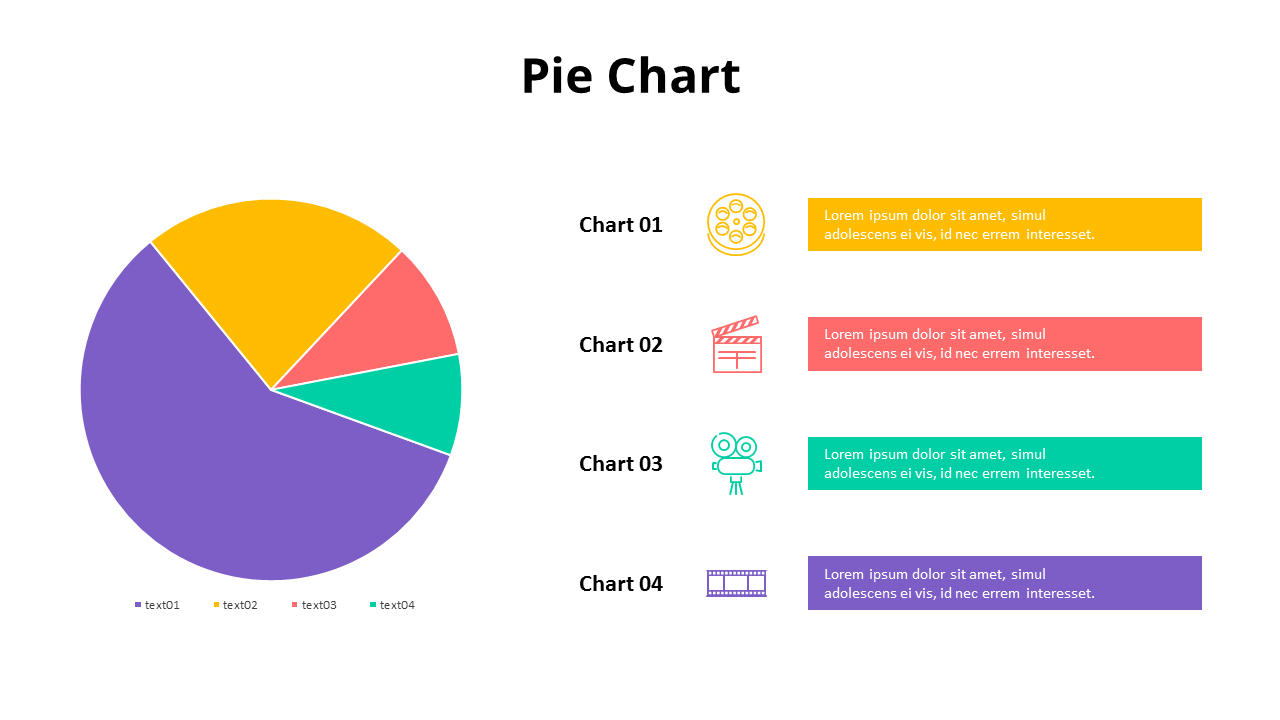 Pie Chart
Chart 01
Lorem ipsum dolor sit amet, simul
adolescens ei vis, id nec errem interesset.
Chart 02
Lorem ipsum dolor sit amet, simul
adolescens ei vis, id nec errem interesset.
Chart 03
Lorem ipsum dolor sit amet, simul
adolescens ei vis, id nec errem interesset.
Chart 04
Lorem ipsum dolor sit amet, simul
adolescens ei vis, id nec errem interesset.
text01 text02 text03 text04